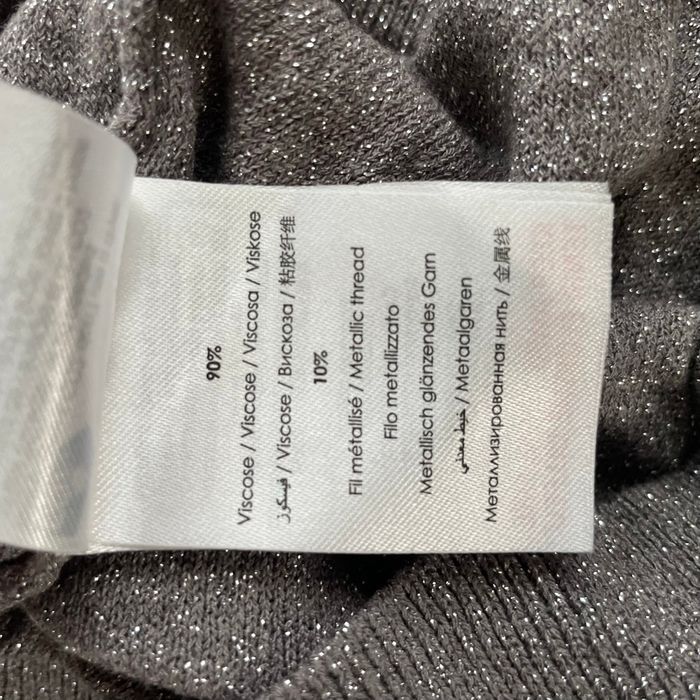 90%
Viscose / Viscose / Viscosa / Viskose
فيسكوز / Viscose / Вискоза / 粘胶纤维
10%
Fil métallisé / Metallic thread
Filo metallizzato
Metallisch glänzendes Garn
خيط معدني / Metaalgaren
Металлизированная нить / 金属线